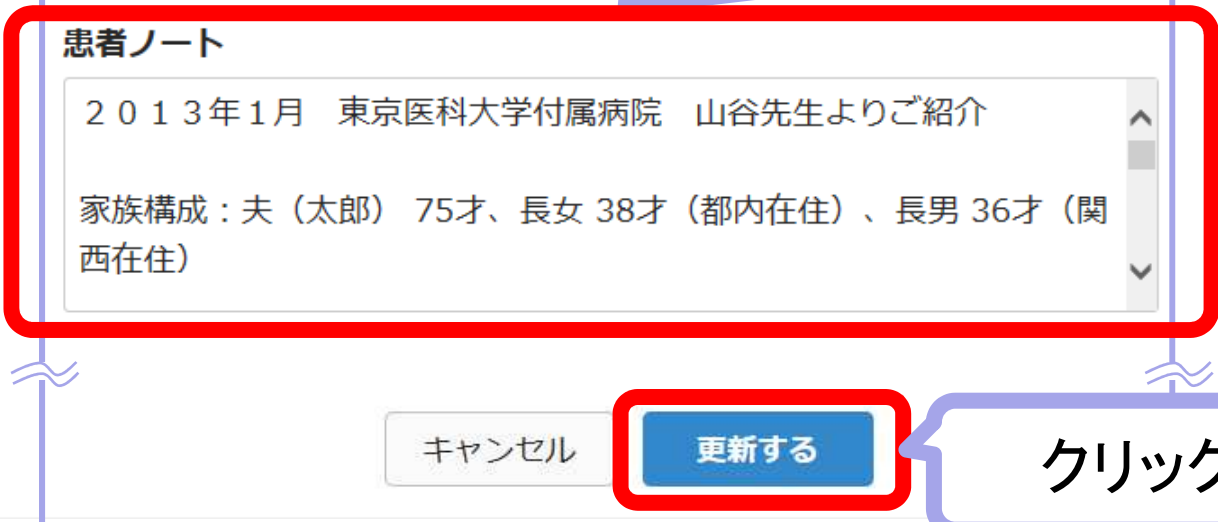 患者ノート
２０１３年１月　東京医科大学付属病院　山谷先生よりご紹介
家族構成：夫（太郎） 75才、長女 38才（都内在住）、長男 36才（関
西在住）
キャンセル
更新する
クリック